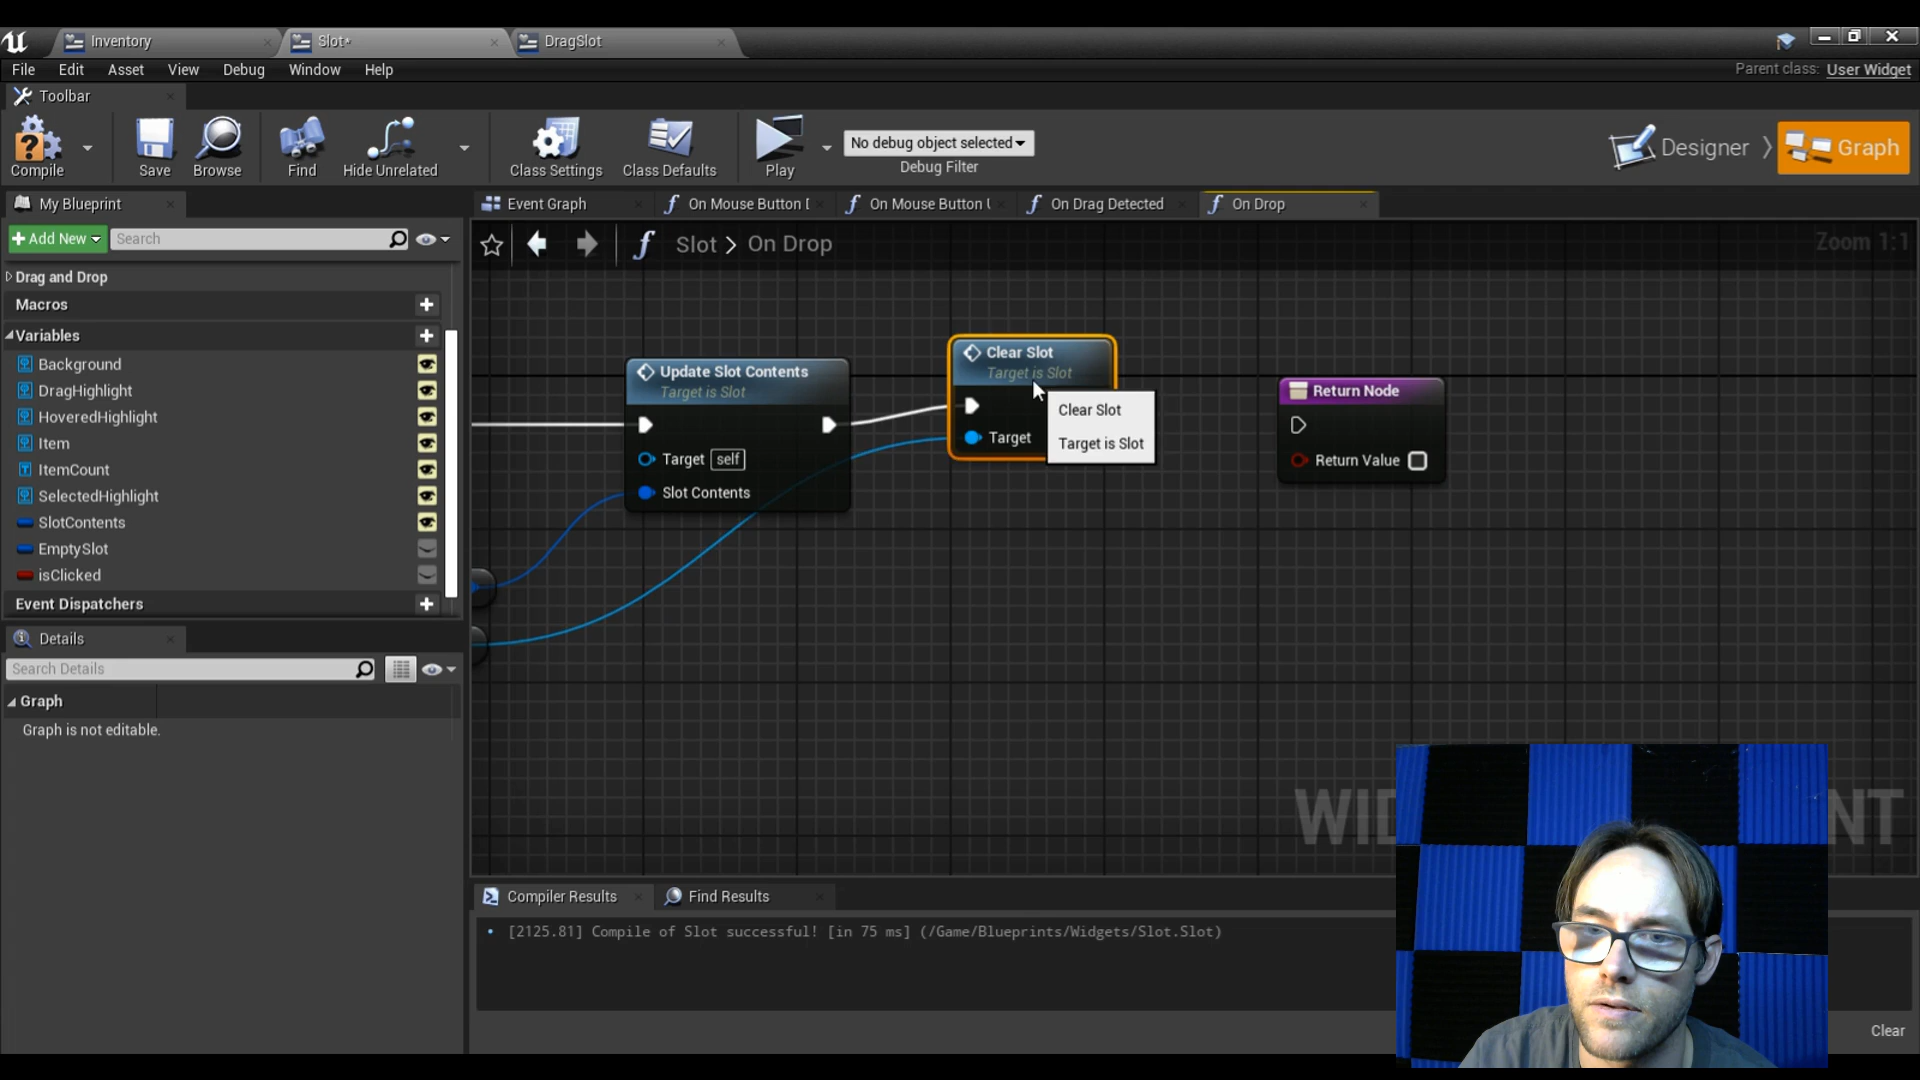 Inventory
Slot*
DragSlot
File
Edit
Asset
View
Debug
Window
Help
Parent class: User Widget
Toolbar
Compile
Save
Browse
Find
Hide Unrelated
Class Settings
Class Defaults
Play
No debug object selected
Debug Filter
Designer
Graph
My Blueprint
Event Graph
On Mouse Button
On Mouse Button
On Drag Detected
On Drop
Add New
Search
Slot > On Drop
Zoom 1:1
Drag and Drop
Macros
Variables
Background
DragHighlight
HoveredHighlight
Item
ItemCount
SelectedHighlight
SlotContents
EmptySlot
isClicked
Event Dispatchers
Update Slot Contents
Target is Slot
Target self
Slot Contents
Clear Slot
Target is Slot
Target
Clear Slot
Target is Slot
Return Node
Return Value
Details
Search Details
Graph
Graph is not editable.
Compiler Results
Find Results
[2125.81] Compile of Slot successful! [in 75 ms] (/Game/Blueprints/Widgets/Slot.Slot)
Clear